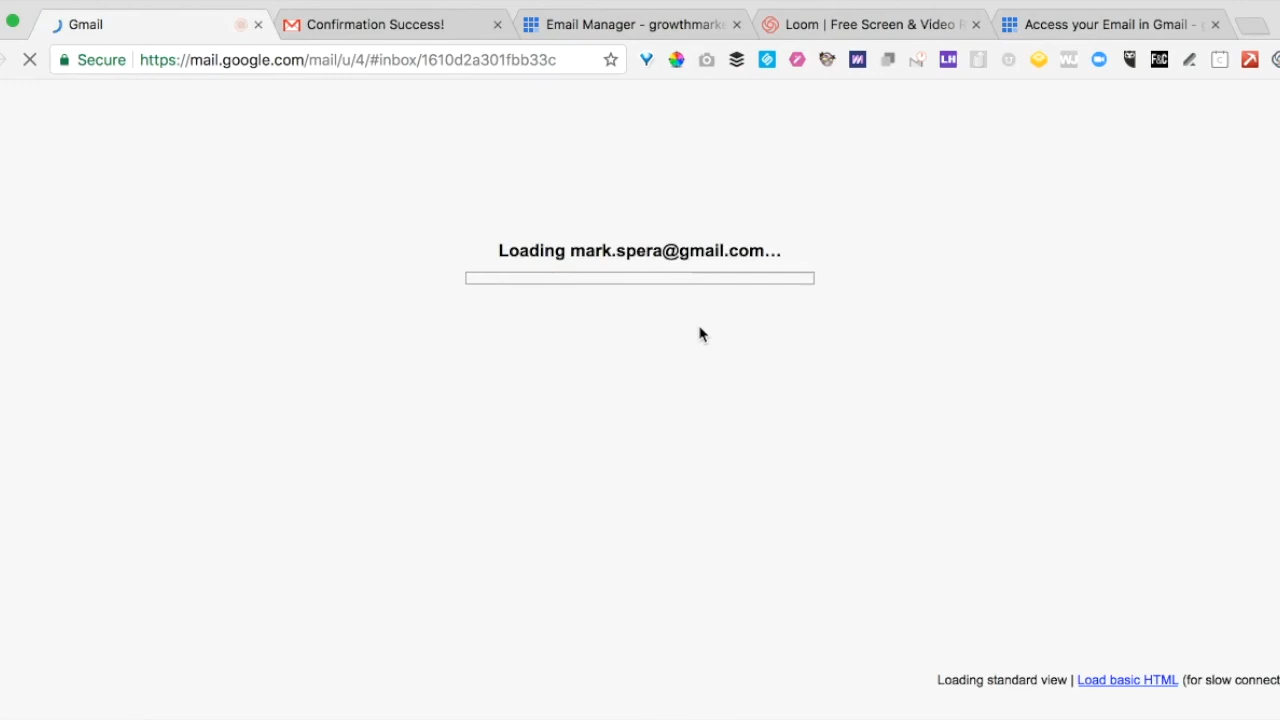 Gmail
Confirmation Success!
Email Manager - growthmark
Loom | Free Screen & Video
Access your Email in Gmail -
Secure
https://mail.google.com/mail/u/4/#inbox/1610d2a301fbb33c
LH
WJ
F&C
Loading mark.spera@gmail.com...
Loading standard view | Load basic HTML (for slow connect